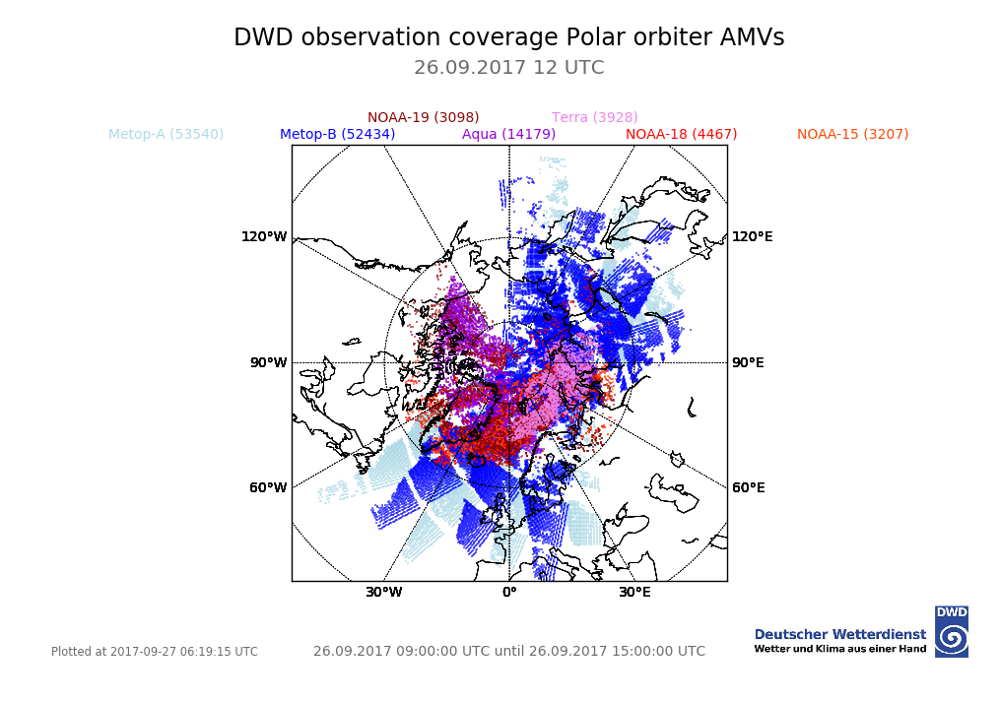 DWD observation coverage Polar orbiter AMVs
26.09.2017 12 UTC
NOAA-19 (3098) Terra (3928)
Metop-A (53540) Metop-B (52434) Aqua (14179) NOAA-18 (4467) NOAA-15 (3207)
120°W 120°E
90°W 90°E
60°W 60°E
30°W 0° 30°E
DWD
Deutscher Wetterdienst
Wetter und Klima aus einer Hand
Plotted at 2017-09-27 06:19:15 UTC 26.09.2017 09:00:00 UTC until 26.09.2017 15:00:00 UTC